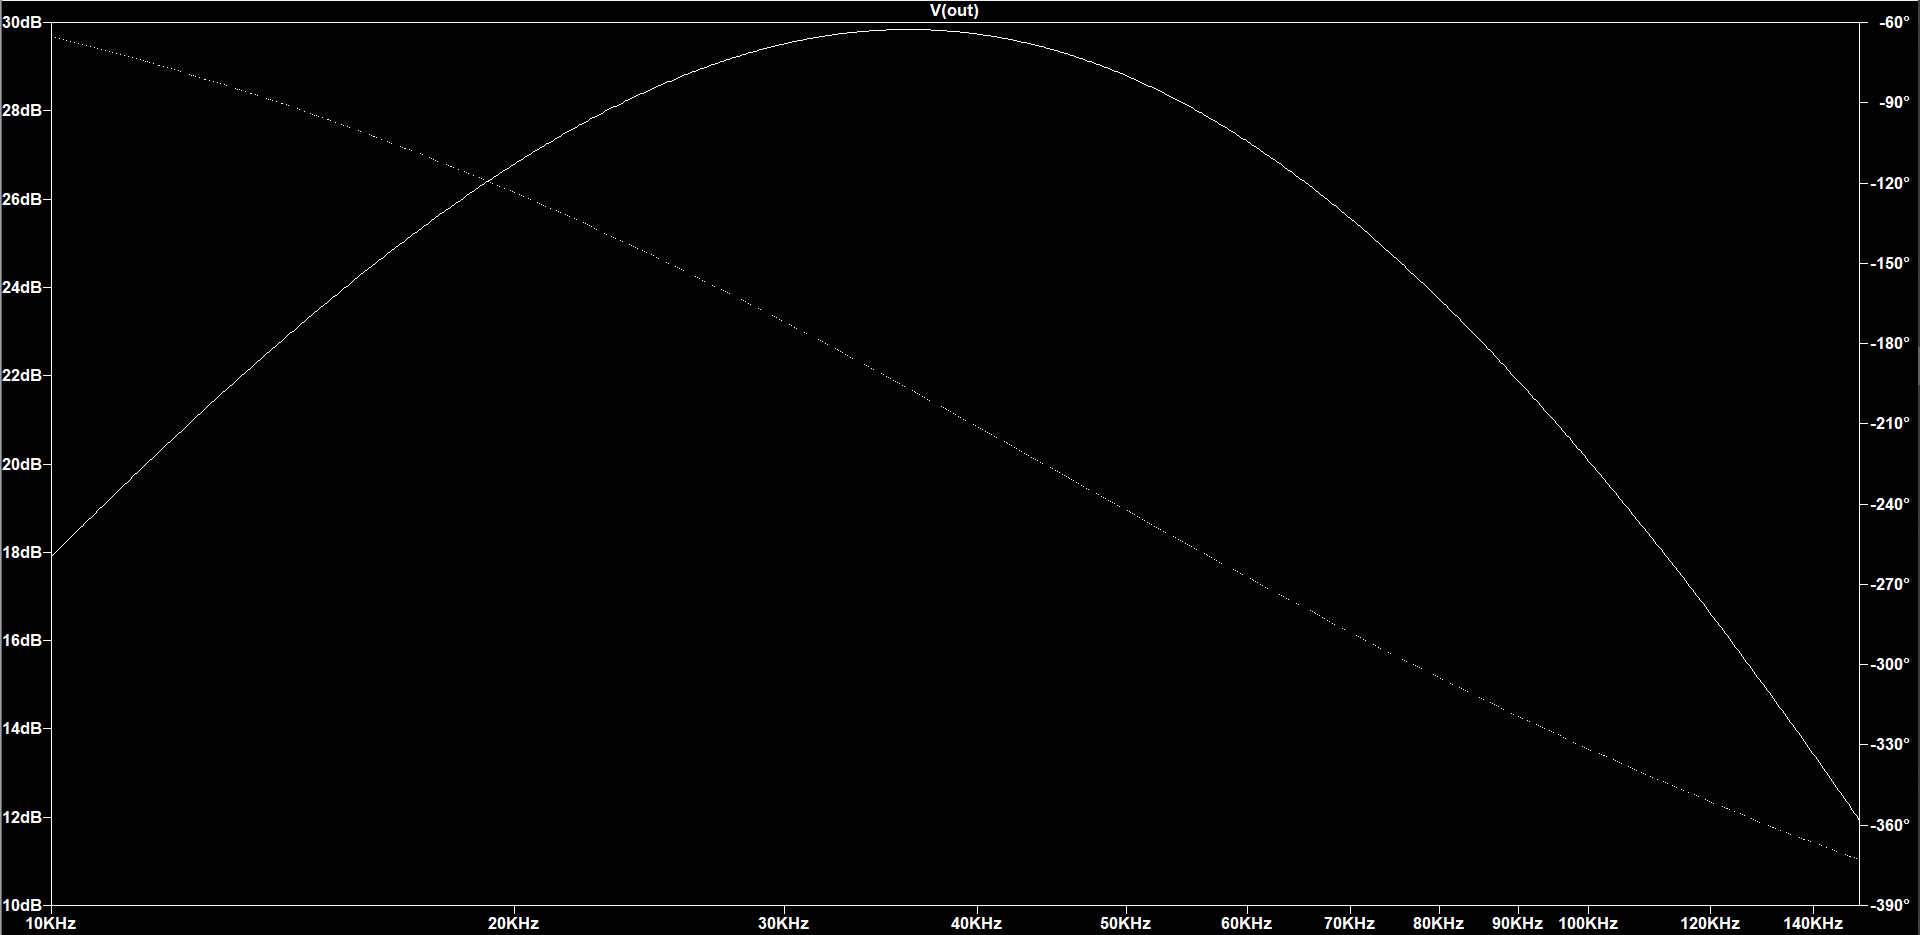 V(out)
30dB
28dB
26dB
24dB
22dB
20dB
18dB
16dB
14dB
12dB
10dB
-60°
-90°
-120°
-150°
-180°
-210°
-240°
-270°
-300°
-330°
-360°
-390°
10KHz 20KHz 30KHz 40KHz 50KHz 60KHz 70KHz 80KHz 90KHz 100KHz 120KHz 140KHz